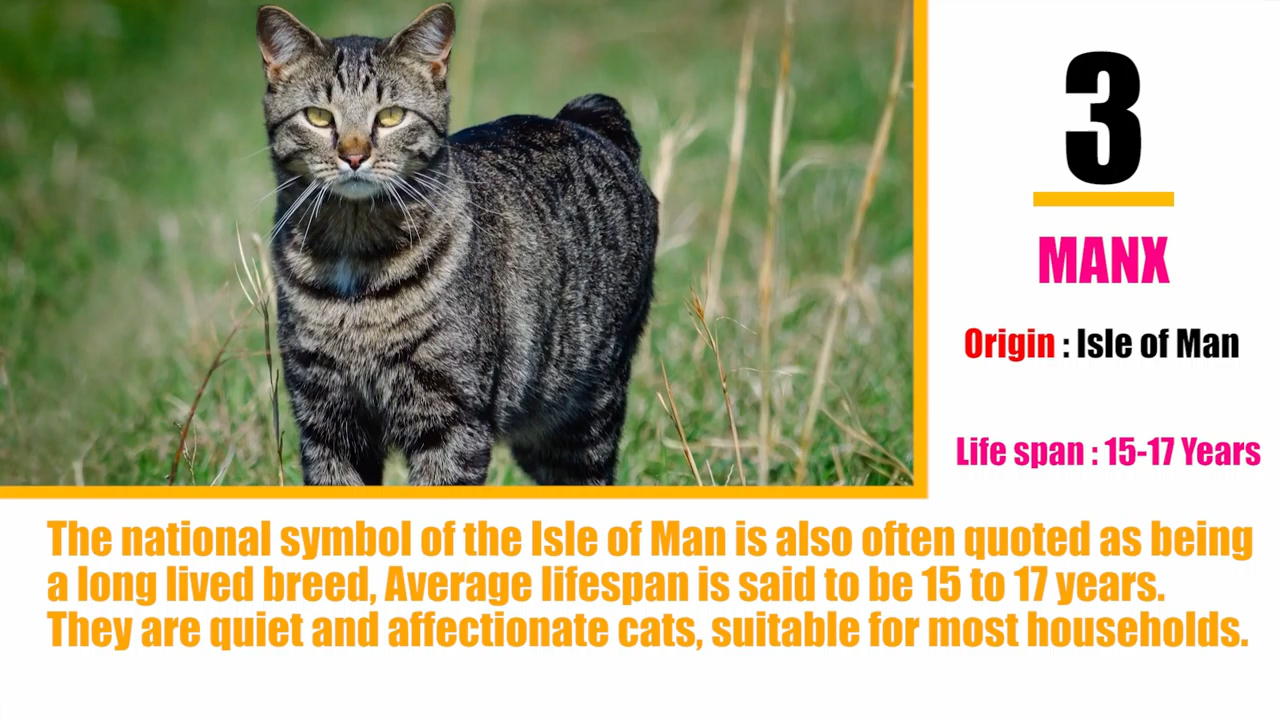 3
MANX
Origin : Isle of Man
Life span : 15-17 Years
The national symbol of the Isle of Man is also often quoted as being
a long lived breed, Average lifespan is said to be 15 to 17 years.
They are quiet and affectionate cats, suitable for most households.